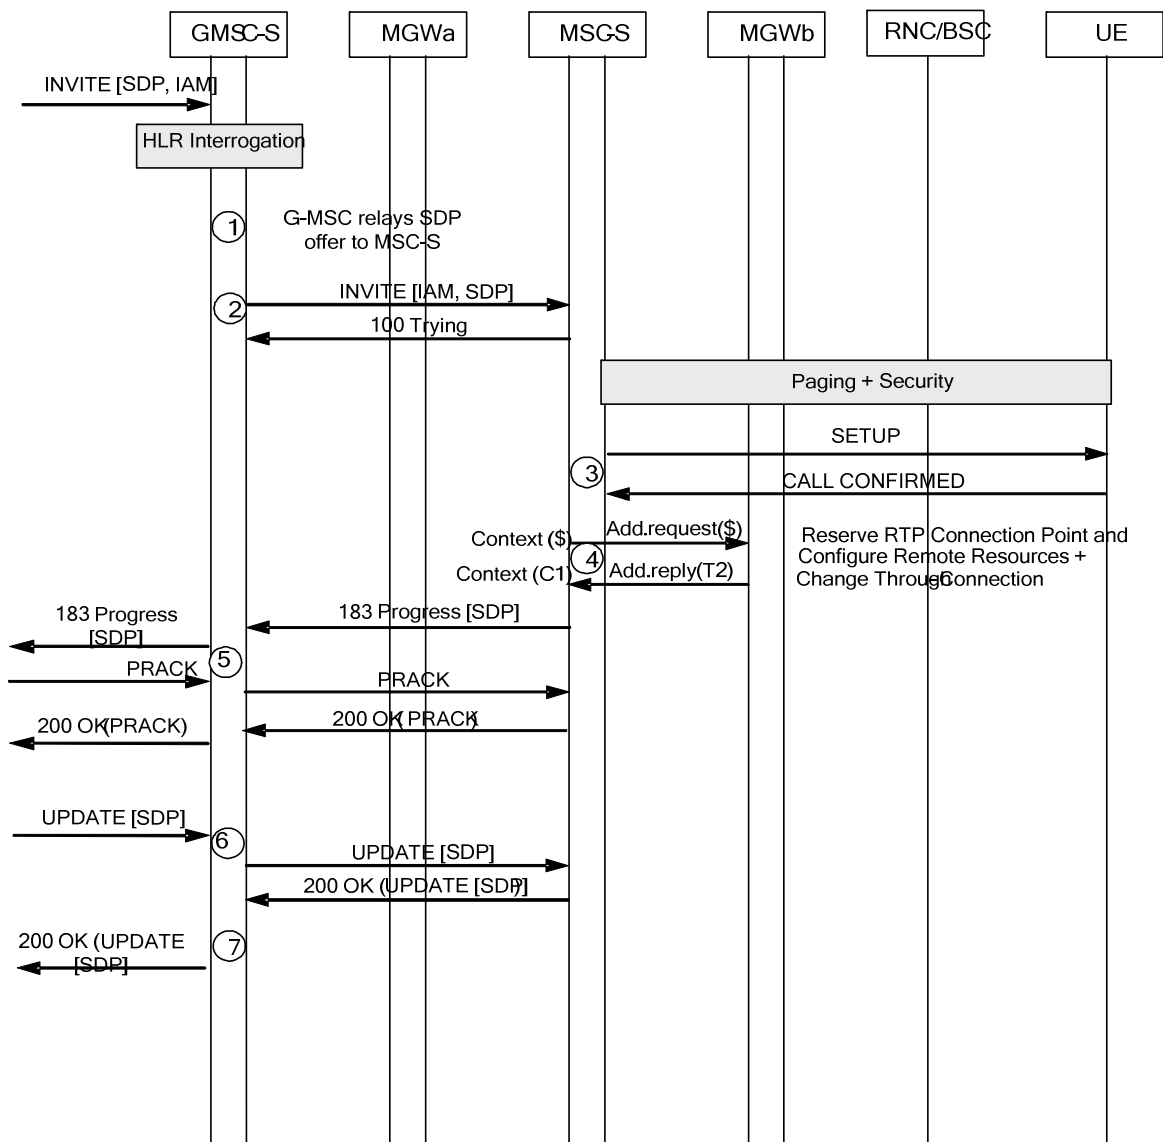 GMSC-S
MGWa
MSC-S
MGWb
RNC/BSC
UE
INVITE [SDP, IAM]
HLR Interrogation
1
G-MSC relays SDP
offer to MSC-S
2
INVITE [IAM, SDP]
100 Trying
Paging + Security
SETUP
3
CALL CONFIRMED
Context ($)
Add.request($)
Reserve RTP Connection Point and
Configure Remote Resources +
Change Through-Connection
4
Context (C1)
Add.reply(T2)
183 Progress
[SDP]
183 Progress [SDP]
5
PRACK
PRACK
200 OK (PRACK)
200 OK (PRACK)
UPDATE [SDP]
6
UPDATE [SDP]
200 OK (UPDATE [SDP])
7
200 OK (UPDATE
[SDP]